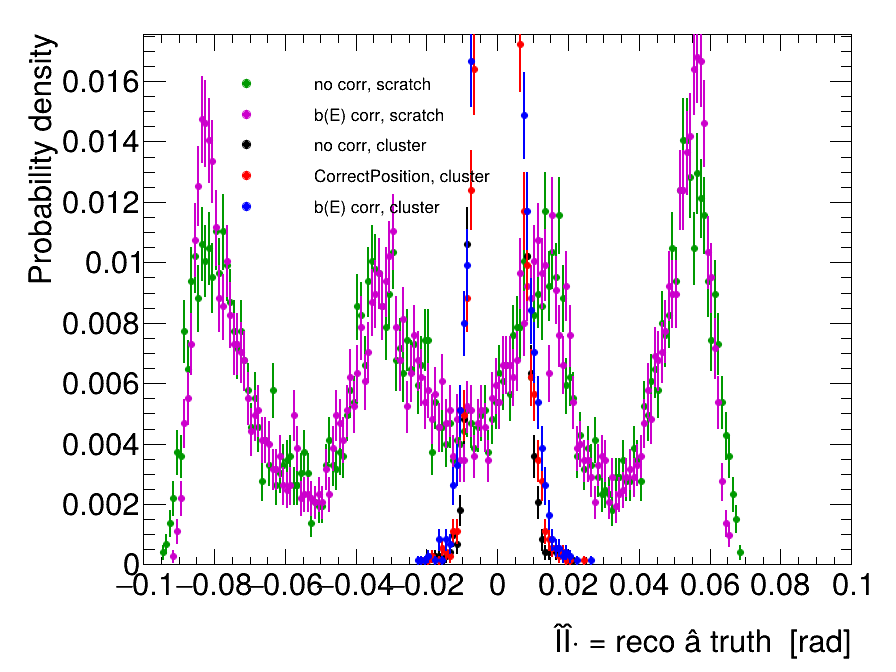 Probability density
0.016
0.014
0.012
0.01
0.008
0.006
0.004
0.002
0
no corr, scratch
b(E) corr, scratch
no corr, cluster
CorrectPosition, cluster
b(E) corr, cluster
−0.1 −0.08 −0.06 −0.04 −0.02 0 0.02 0.04 0.06 0.08 0.1
ÎÎ· = reco â truth [rad]